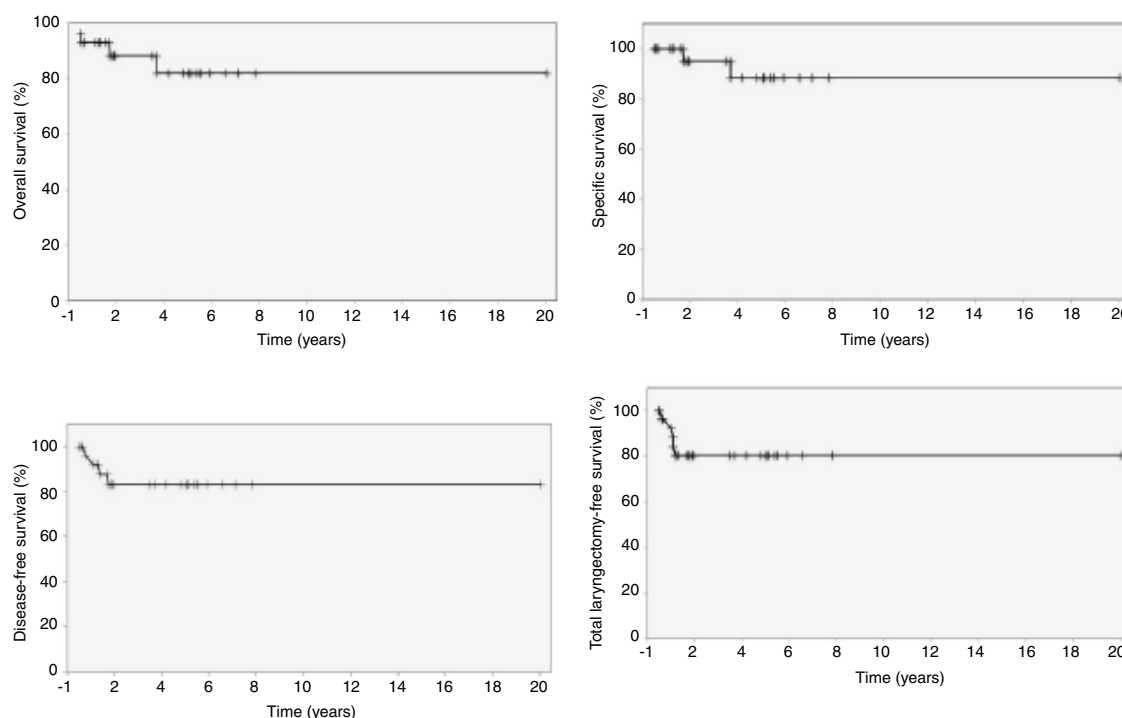 Overall survival (%)
100
80
60
40
20
0
-1 2 4 6 8 10 12 14 16 18 20
Time (years)
Specific survival (%)
100
80
60
40
20
0
-1 2 4 6 8 10 12 14 16 18 20
Time (years)
Disease-free survival (%)
100
80
60
40
20
0
-1 2 4 6 8 10 12 14 16 18 20
Time (years)
Total laryngectomy-free survival (%)
100
80
60
40
20
0
-1 2 4 6 8 10 12 14 16 18 20
Time (years)